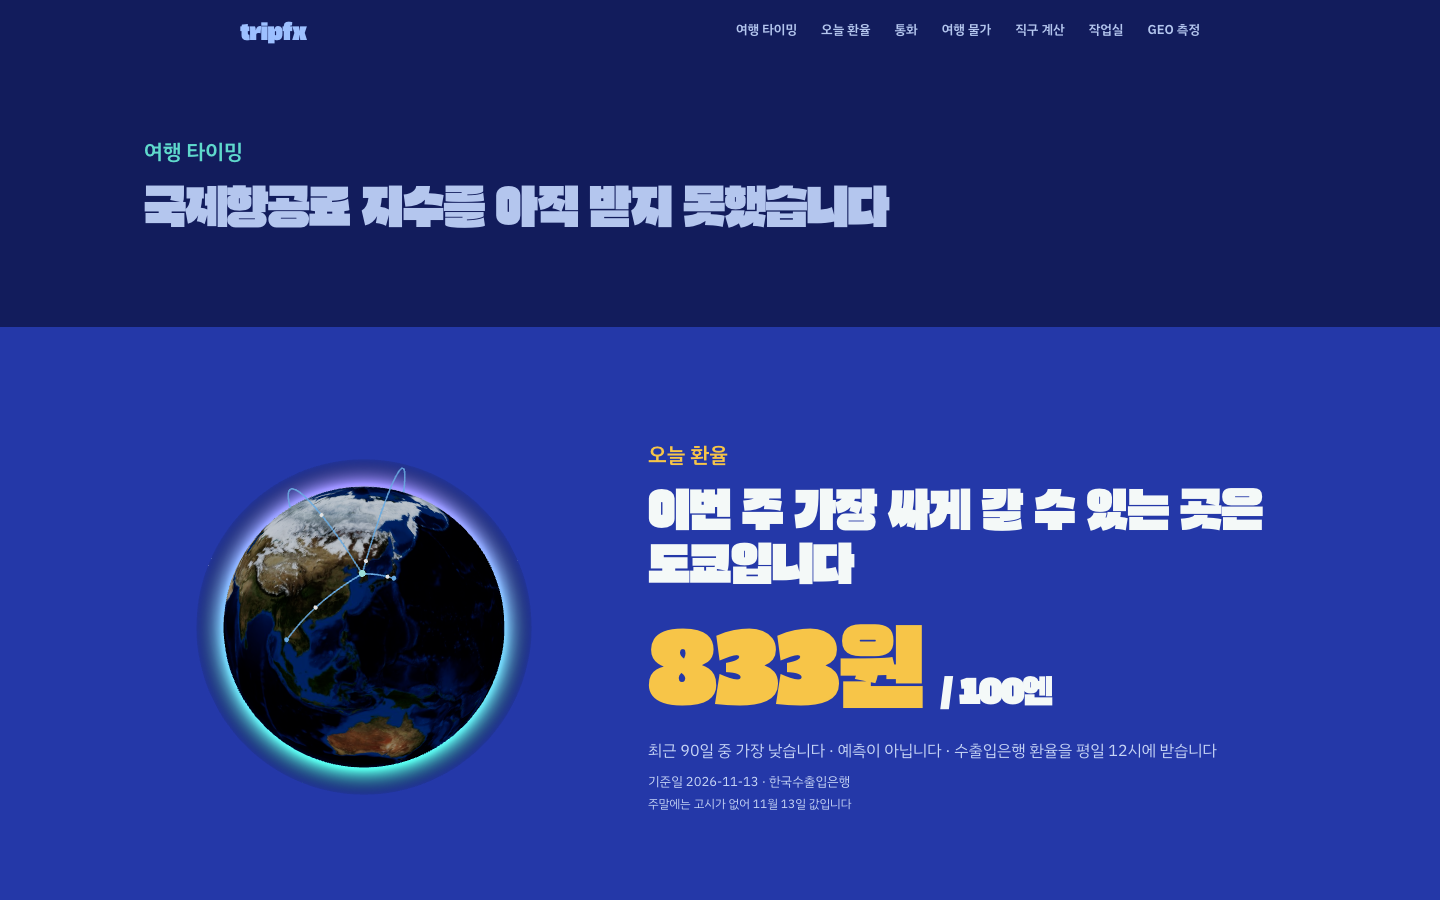 tripfx
여행 타이밍 오늘 환율 통화 여행 물가 직구 계산 작업실 GEO 측정
여행 타이밍
국제항공료 지수를 아직 받지 못했습니다
오늘 환율
이번 주 가장 싸게 갈 수 있는 곳은
도쿄입니다
833원 / 100엔
최근 90일 중 가장 낮습니다 · 예측이 아닙니다 · 수출입은행 환율을 평일 12시에 받습니다
기준일 2026-11-13 · 한국수출입은행
주말에는 고시가 없어 11월 13일 값입니다